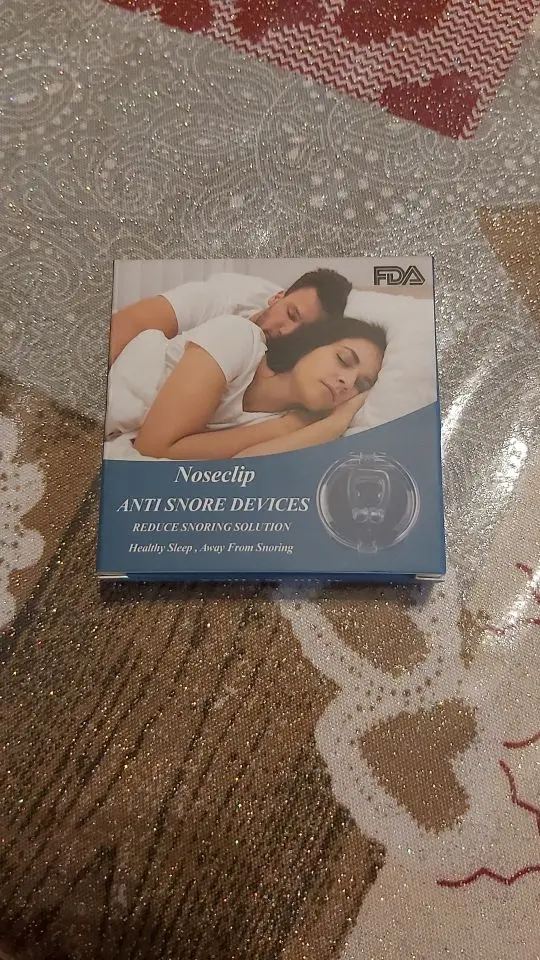 FDA
Noseclip
ANTI SNORE DEVICES
REDUCE SNORING SOLUTION
Healthy Sleep , Away From Snoring